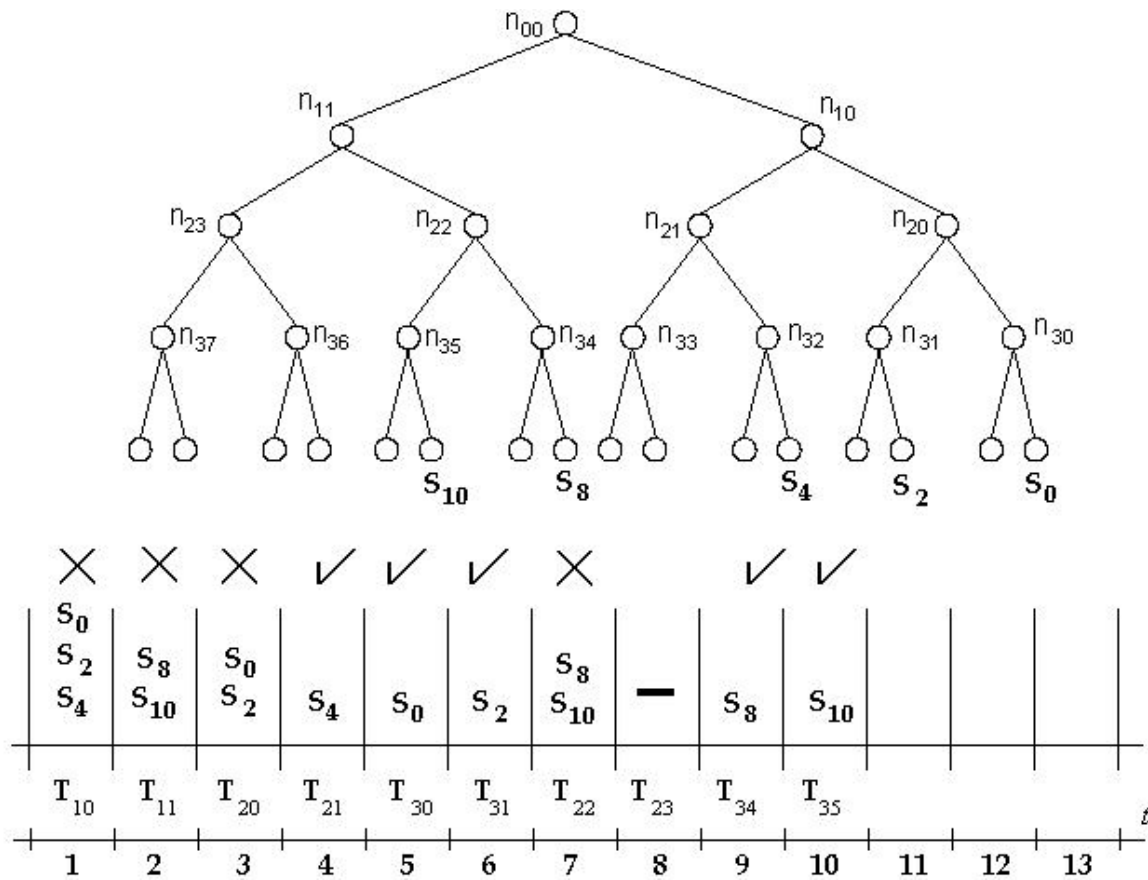 n00
n11 n10
n23 n22 n21 n20
n37 n36 n35 n34 n33 n32 n31 n30
S10 S8 S4 S2 S0
S0
S2 S8 S0 S8
S4 S10 S2 S4 S0 S2 S10 S8 S10
T10 T11 T20 T21 T30 T31 T22 T23 T34 T35 t
1 2 3 4 5 6 7 8 9 10 11 12 13